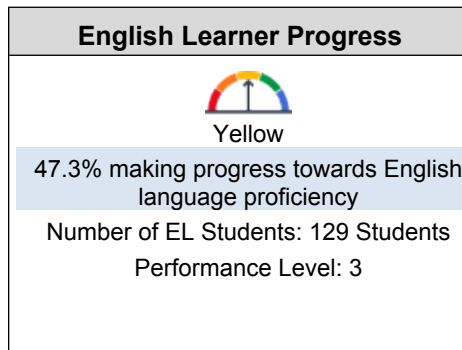 English Learner Progress
Yellow
47.3% making progress towards English
language proficiency
Number of EL Students: 129 Students
Performance Level: 3